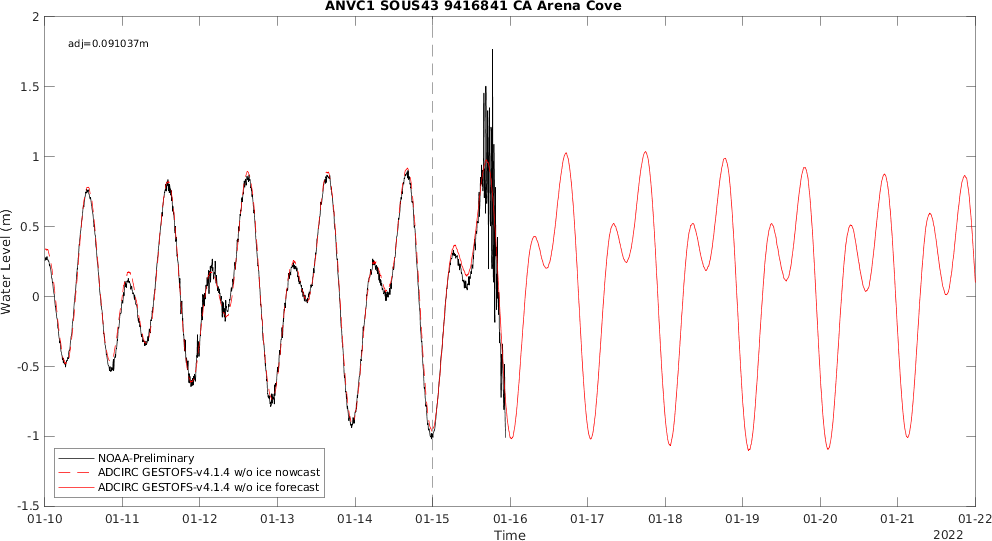 ANVC1 SOUS43 9416841 CA Arena Cove
adj=0.091037m
Water Level (m)
2
1.5
1
0.5
0
-0.5
-1
-1.5
NOAA-Preliminary
ADCIRC GESTOFS-v4.1.4 w/o ice nowcast
ADCIRC GESTOFS-v4.1.4 w/o ice forecast
01-10 01-11 01-12 01-13 01-14 01-15 01-16 01-17 01-18 01-19 01-20 01-21 01-22
Time
2022